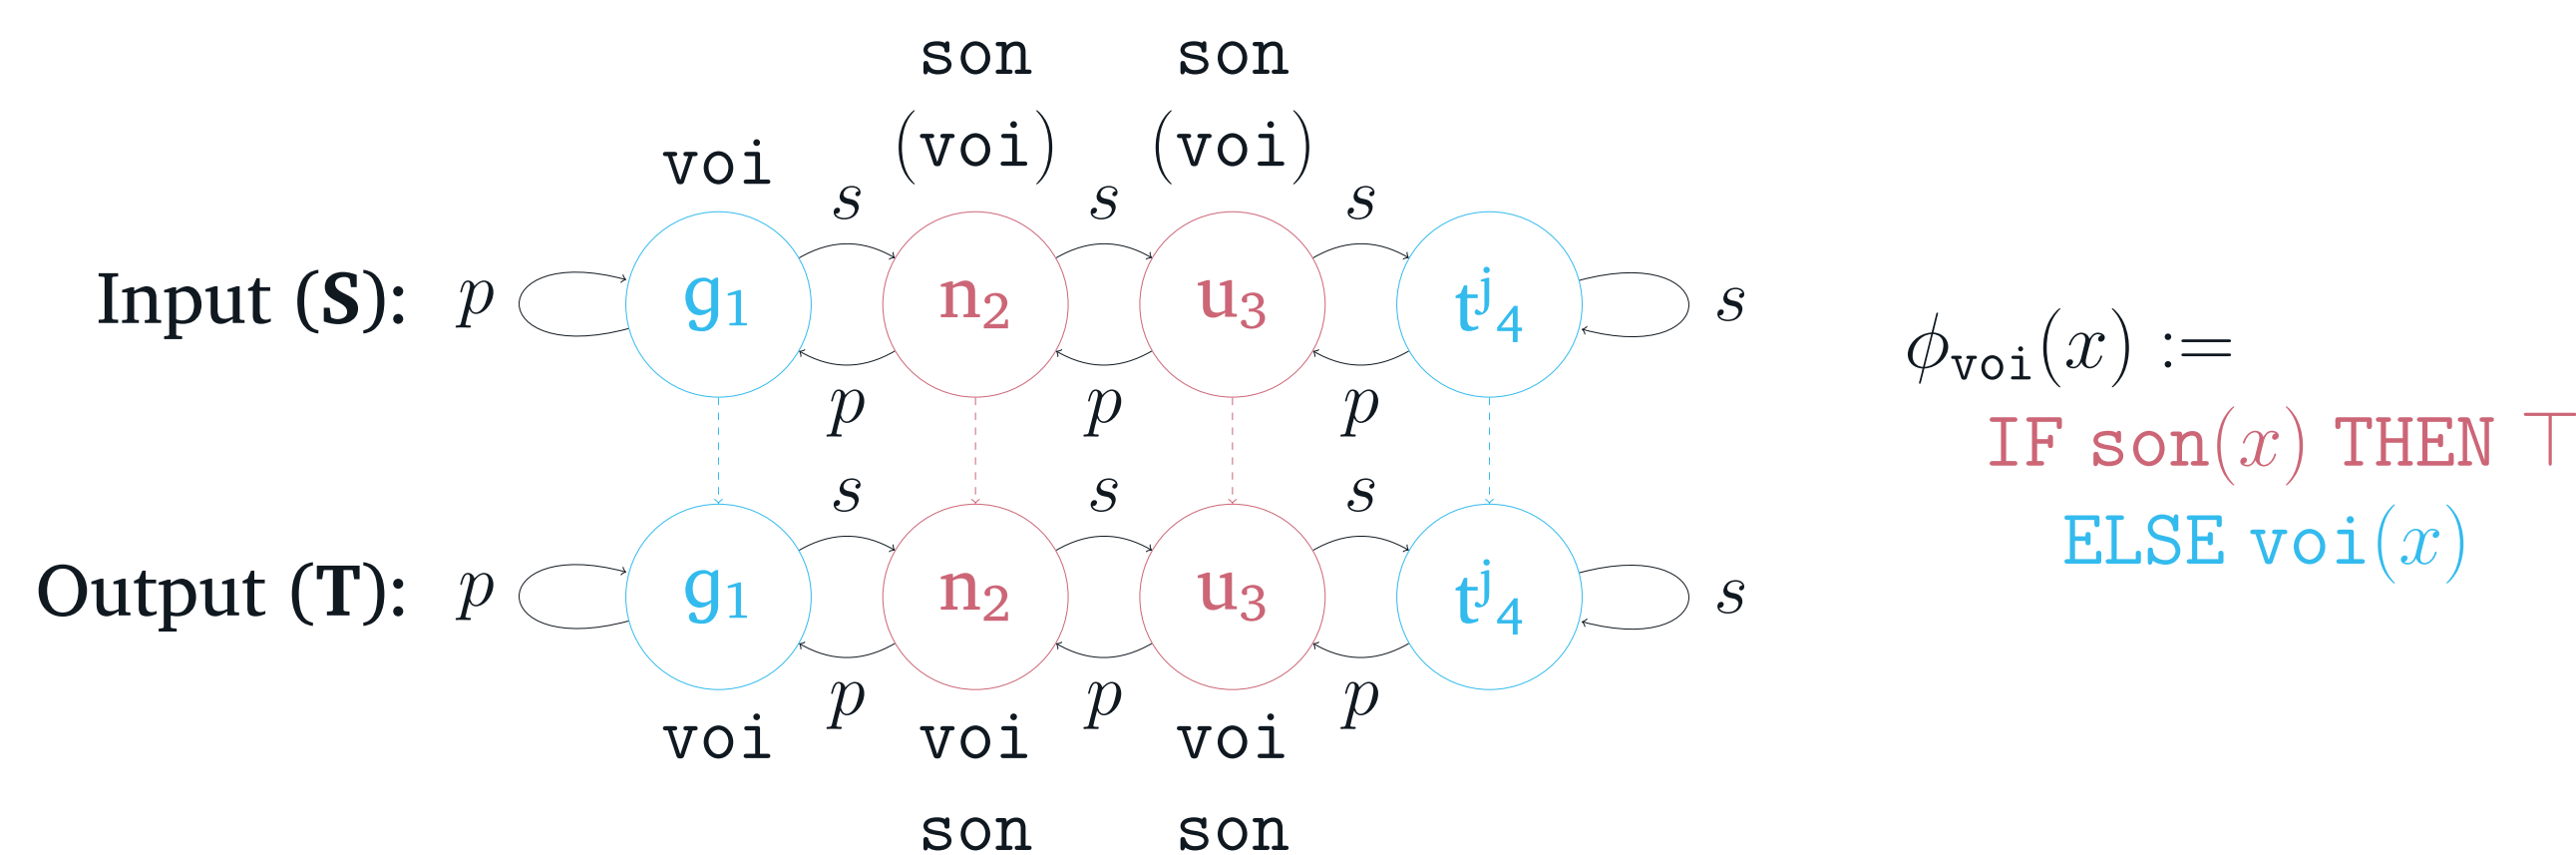 son son
(voi) (voi)
voi
s s s
Input (S): p g₁ n₂ u₃ tʲ₄ s
p p p
s s s
Output (T): p g₁ n₂ u₃ tʲ₄ s
p p p
voi voi voi
son son
ϕvoi(x) :=
IF son(x) THEN ⊤
ELSE voi(x)